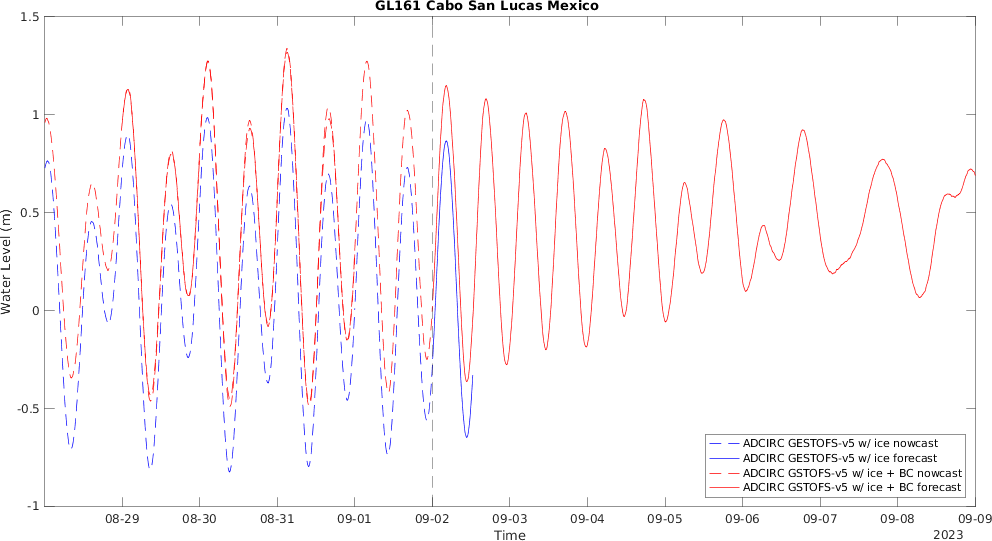 GL161 Cabo San Lucas Mexico
Water Level (m)
1.5
1
0.5
0
-0.5
-1
08-29
08-30
08-31
09-01
09-02
09-03
09-04
09-05
09-06
09-07
09-08
09-09
Time
2023
ADCIRC GESTOFS-v5 w/ ice nowcast
ADCIRC GESTOFS-v5 w/ ice forecast
ADCIRC GSTOFS-v5 w/ ice + BC nowcast
ADCIRC GSTOFS-v5 w/ ice + BC forecast